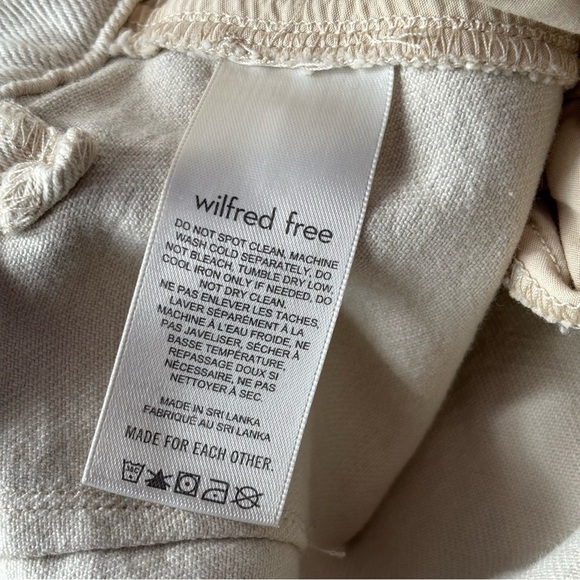 wilfred free
DO NOT SPOT CLEAN, MACHINE
WASH COLD SEPARATELY, DO
NOT BLEACH, TUMBLE DRY LOW,
COOL IRON ONLY IF NEEDED, DO
NOT DRY CLEAN.
NE PAS ENLEVER LES TACHES,
LAVER SÉPARÉMENT À LA
MACHINE À L'EAU FROIDE, NE
PAS JAVELISER, SÉCHER À
BASSE TEMPÉRATURE,
REPASSAGE DOUX SI
NÉCESSAIRE, NE PAS
NETTOYER À SEC.
MADE IN SRI LANKA
FABRIQUÉ AU SRI LANKA
MADE FOR EACH OTHER.